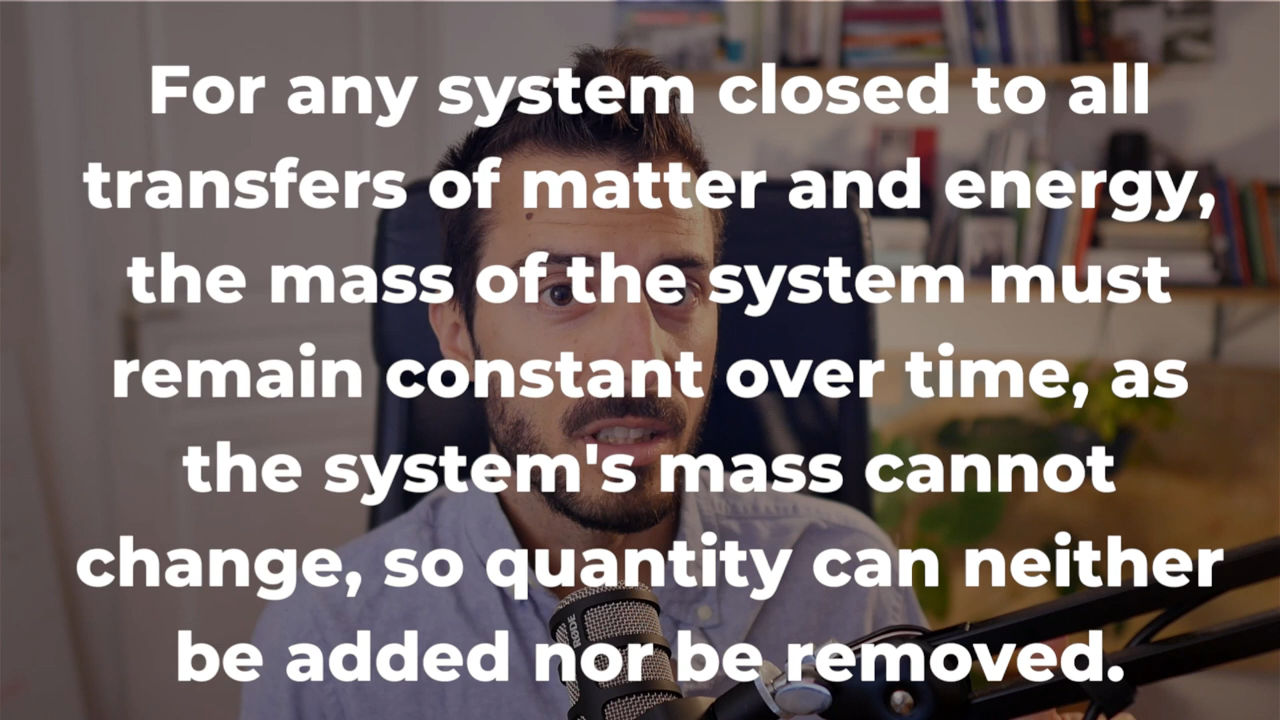 For any system closed to all
transfers of matter and energy,
the mass of the system must
remain constant over time, as
the system's mass cannot
change, so quantity can neither
be added nor be removed.
RØDE